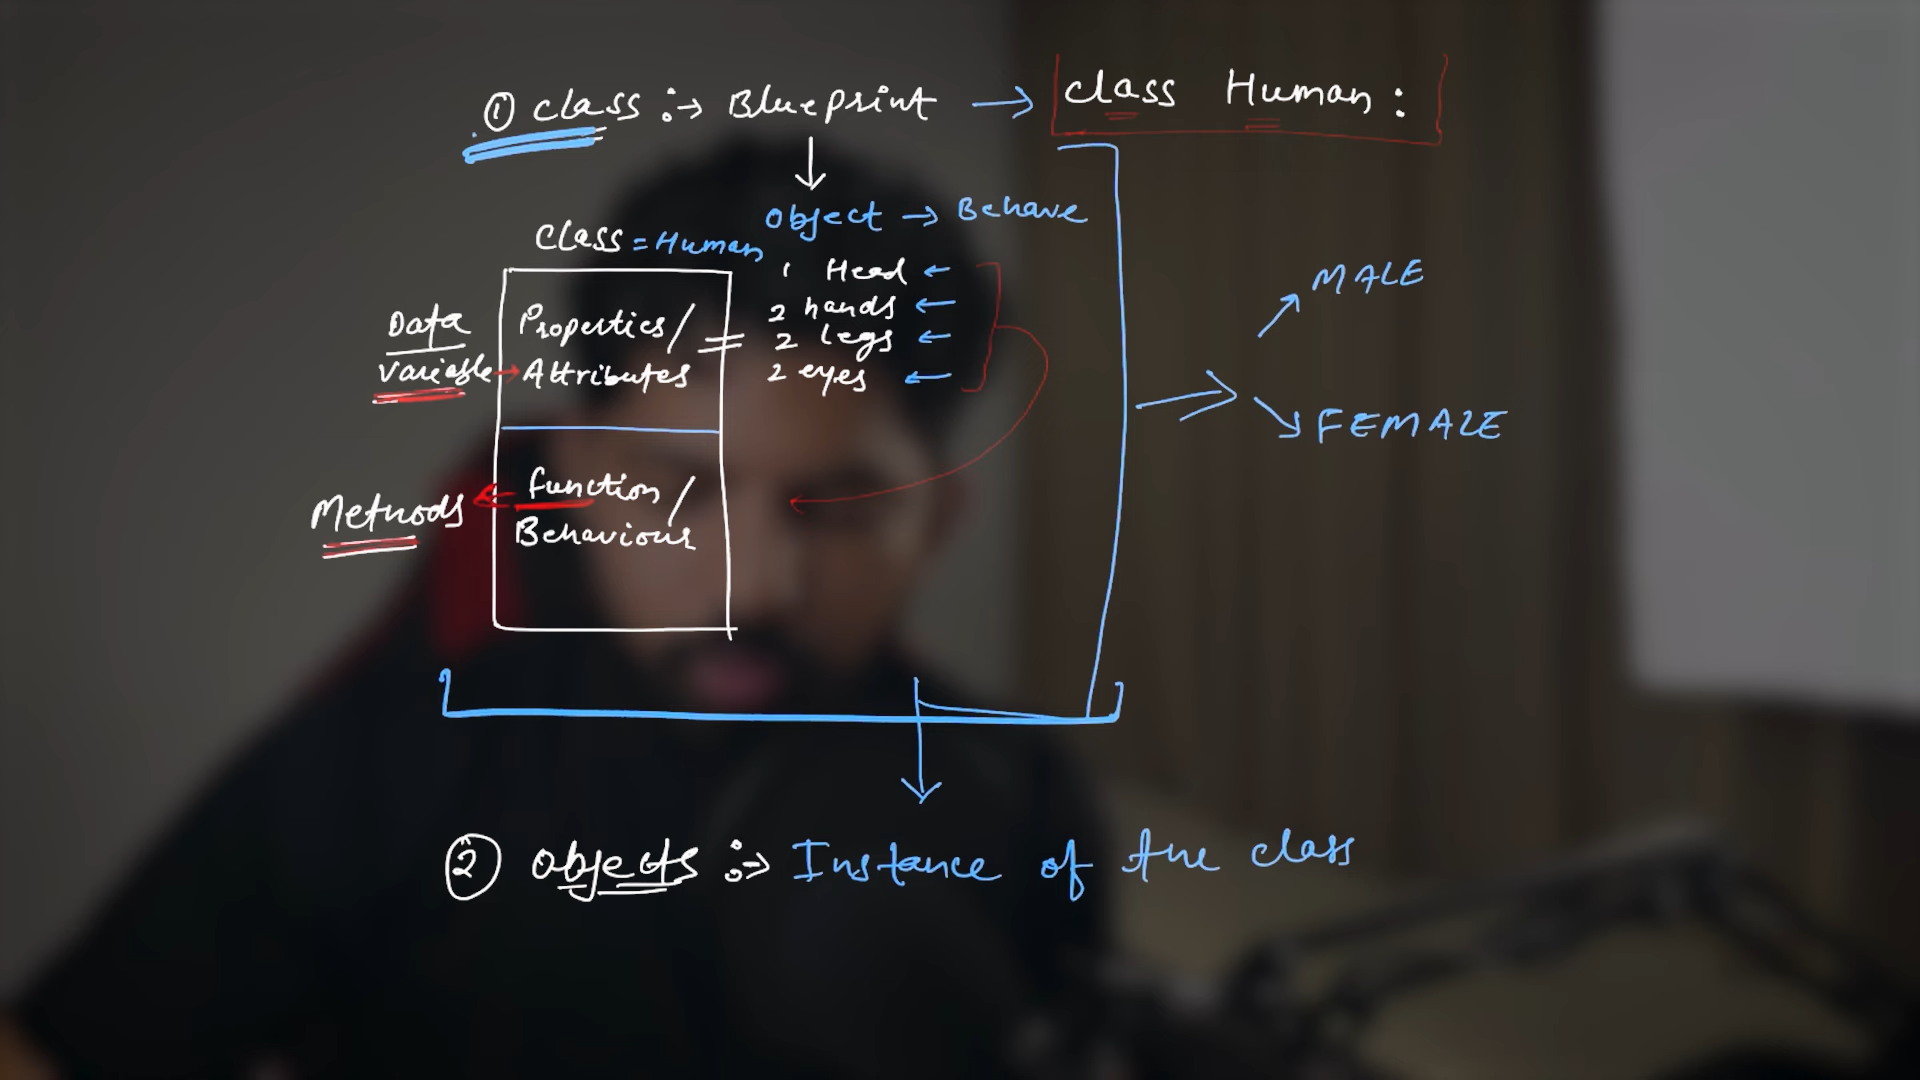 ① class :→ Blueprint → class Human :
object → Behave
class = Human
1 Head ←
2 hands ←
2 legs ←
2 eyes ←
Data
Variable →
Properties /
Attributes
Methods ←
function /
Behaviour
MALE
FEMALE
② objects :→ Instance of the class